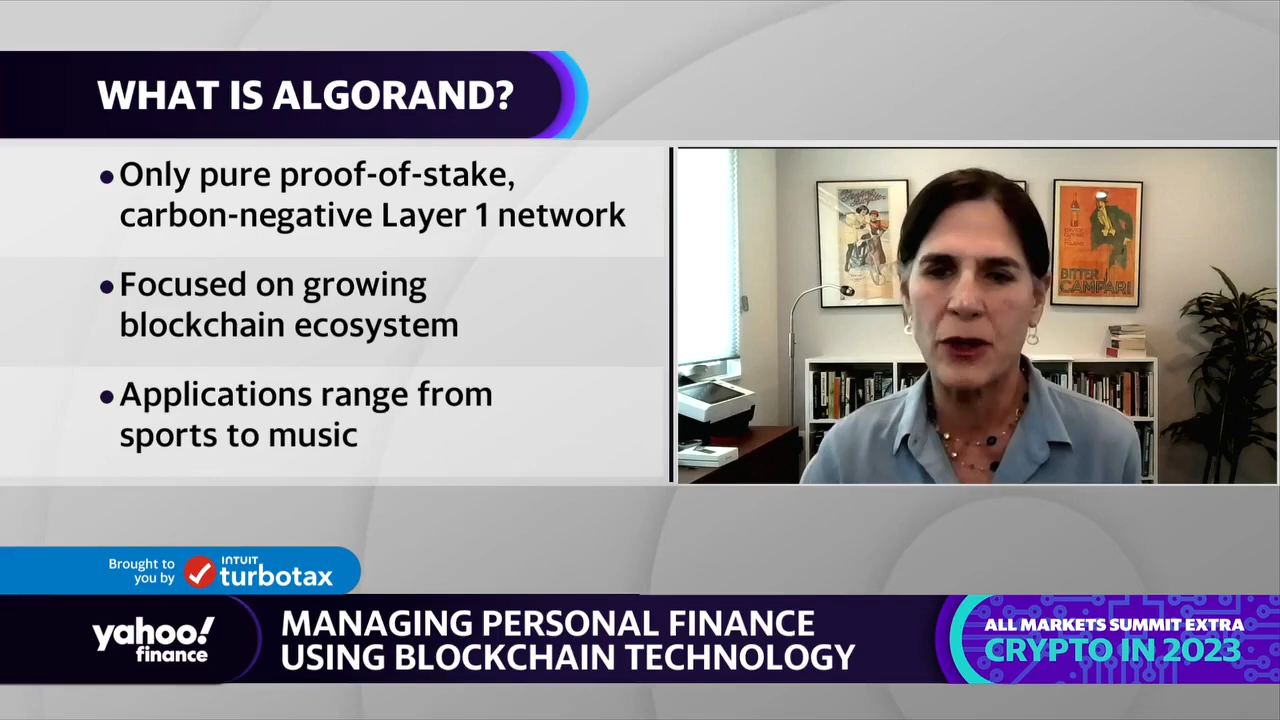 WHAT IS ALGORAND?
• Only pure proof-of-stake,
carbon-negative Layer 1 network
• Focused on growing
blockchain ecosystem
• Applications range from
sports to music
BITTER
CAMPARI
Brought to
you by
INTUIT
turbotax
yahoo!
finance
MANAGING PERSONAL FINANCE
USING BLOCKCHAIN TECHNOLOGY
ALL MARKETS SUMMIT EXTRA
CRYPTO IN 2023